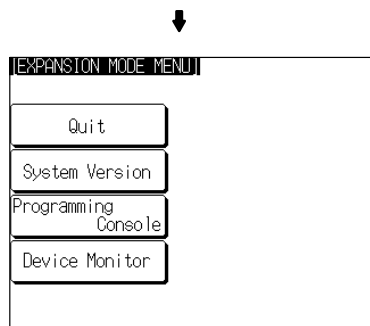 [EXPANSION MODE MENU]
Quit
System Version
Programming
Console
Device Monitor